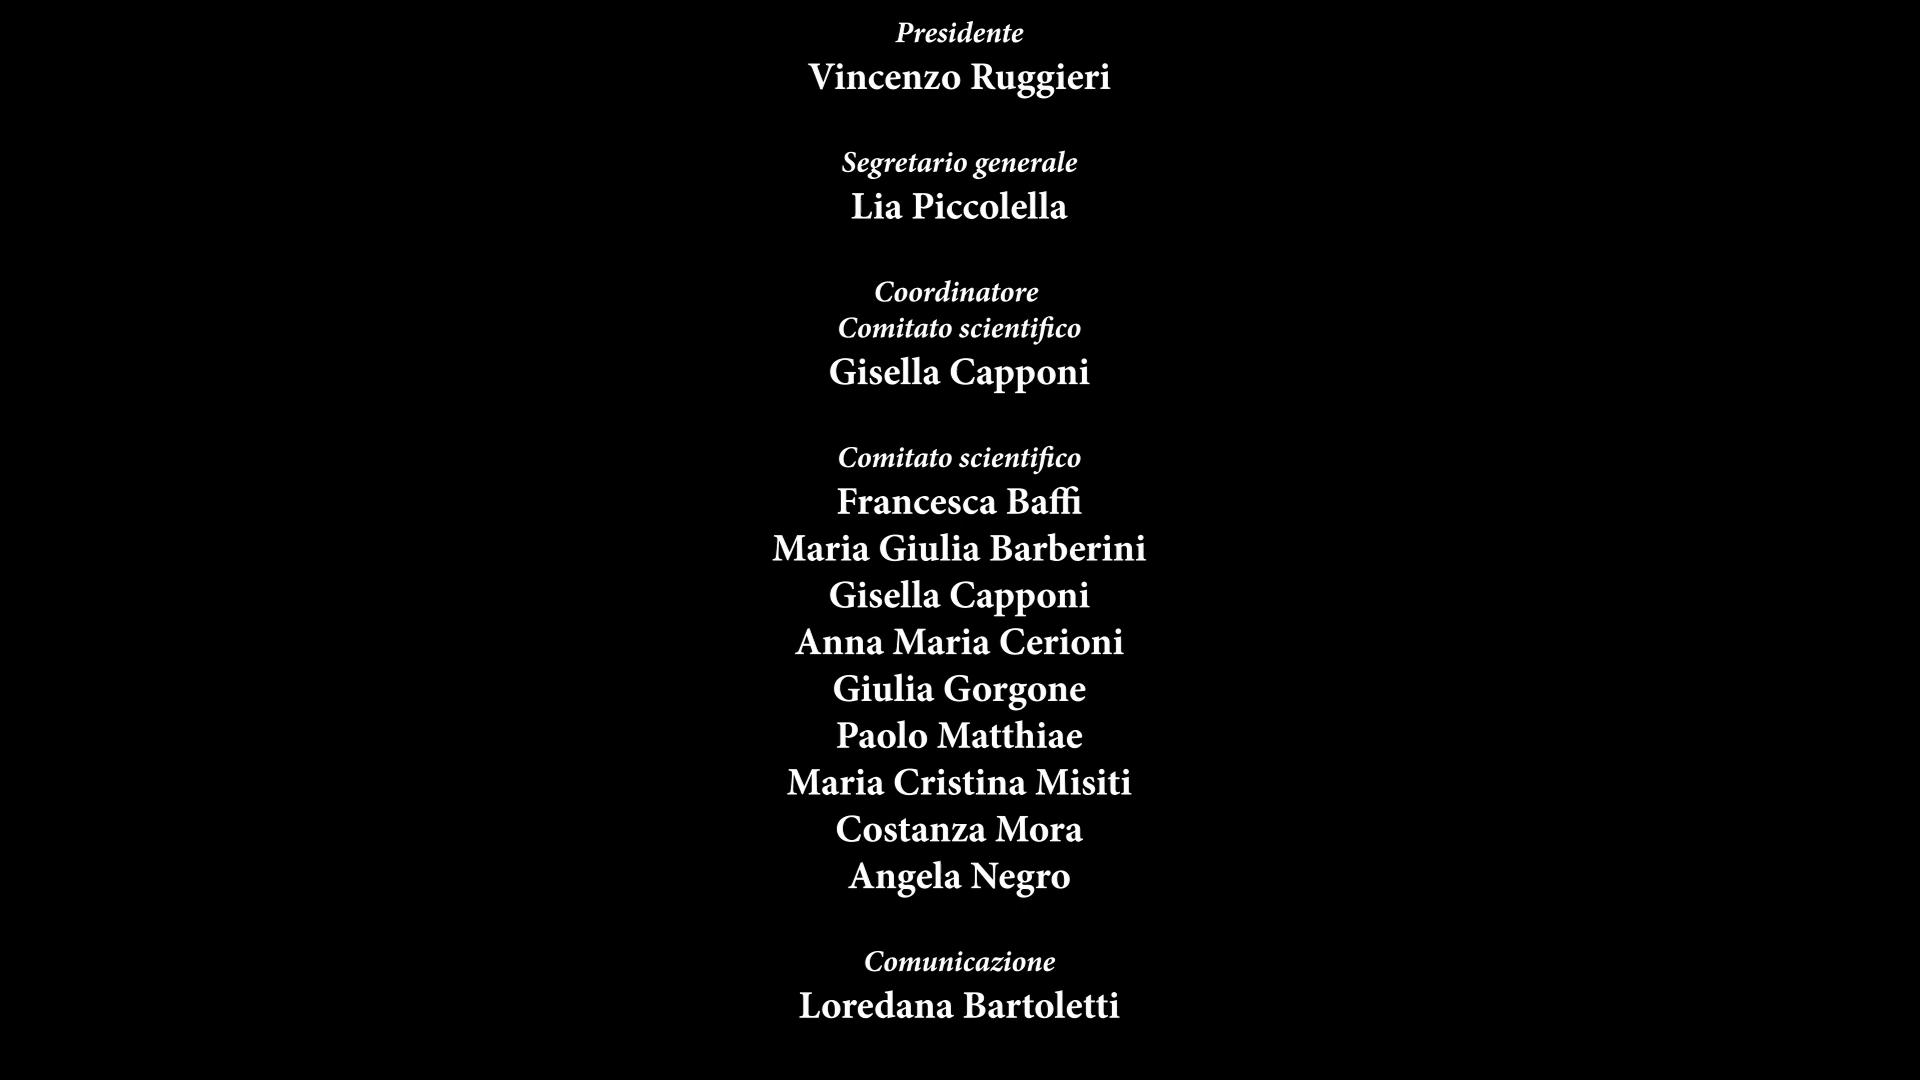 Presidente
Vincenzo Ruggieri
Segretario generale
Lia Piccolella
Coordinatore
Comitato scientifico
Gisella Capponi
Comitato scientifico
Francesca Baffi
Maria Giulia Barberini
Gisella Capponi
Anna Maria Cerioni
Giulia Gorgone
Paolo Matthiae
Maria Cristina Misiti
Costanza Mora
Angela Negro
Comunicazione
Loredana Bartoletti